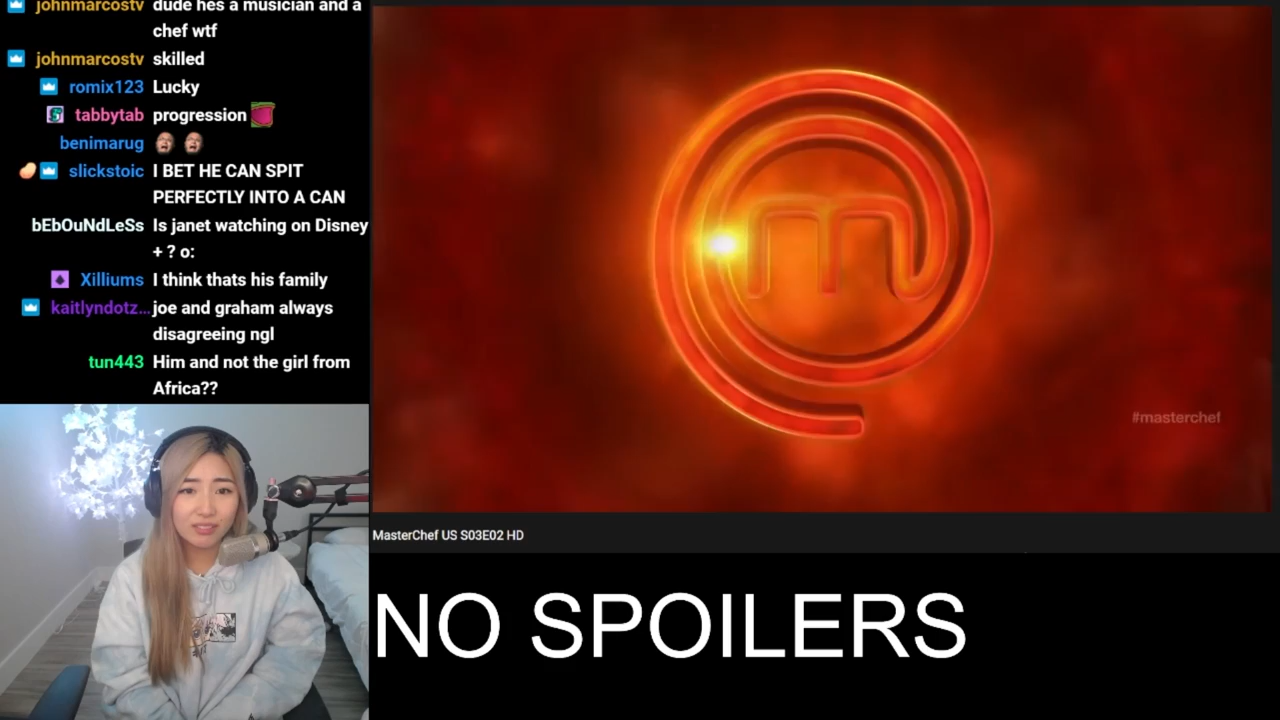 johnmarcostv dude hes a musician and a
chef wtf
johnmarcostv skilled
romix123 Lucky
tabbytab progression
benimarug
slickstoic I BET HE CAN SPIT
PERFECTLY INTO A CAN
bEbOuNdLeSs Is janet watching on Disney
+ ? o:
Xilliums I think thats his family
kaitlyndotz... joe and graham always
disagreeing ngl
tun443 Him and not the girl from
Africa??
m
#masterchef
MasterChef US S03E02 HD
NO SPOILERS